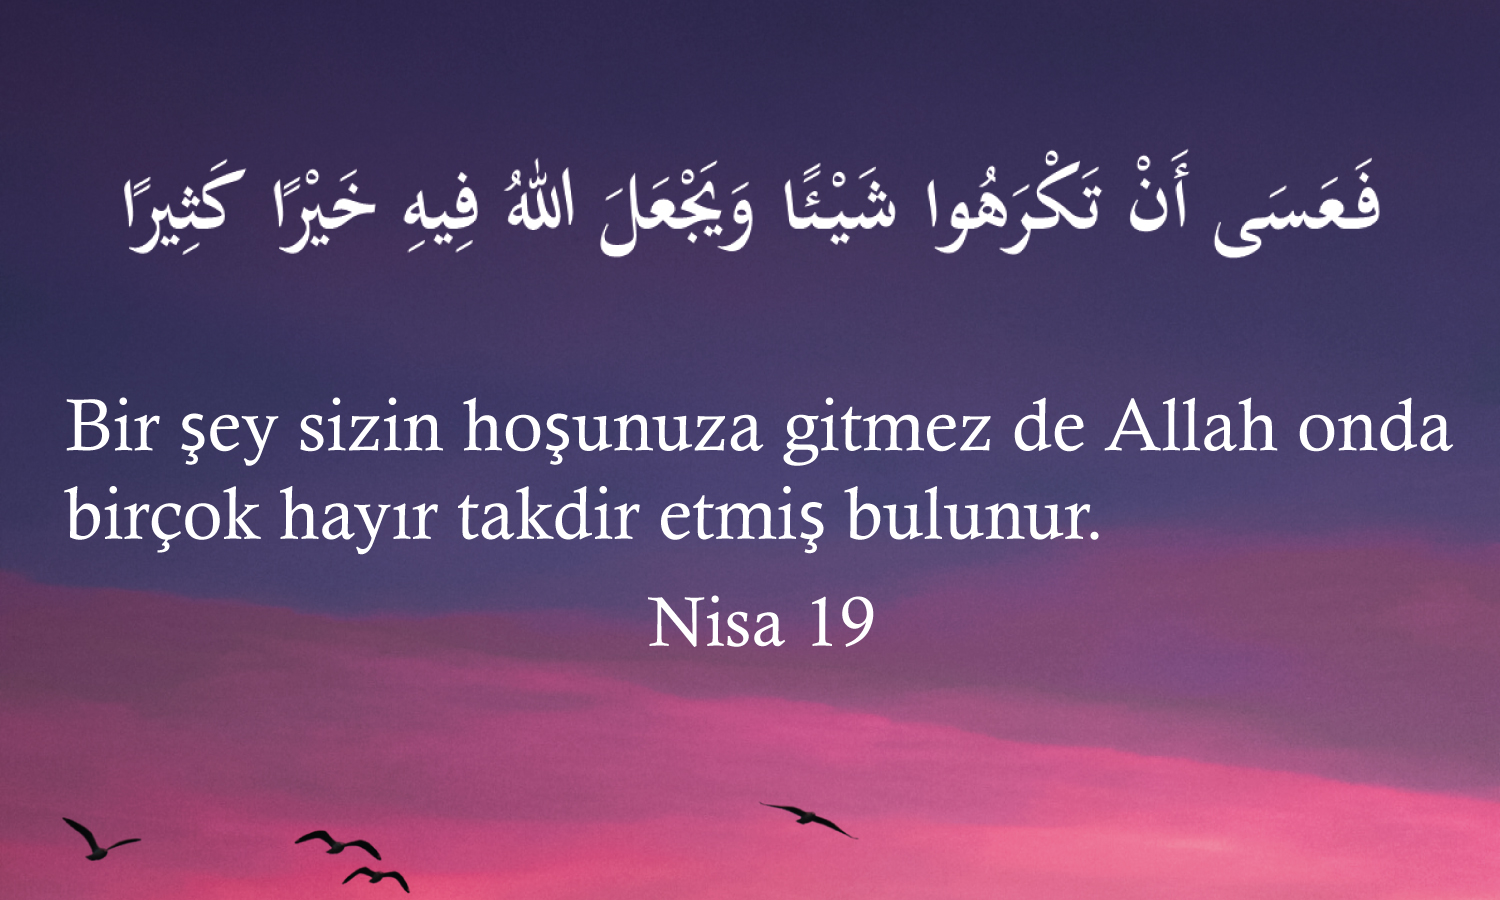 فَعَسَى أَنْ تَكْرَهُوا شَيْئًا وَيَجْعَلَ اللّٰهُ فِيهِ خَيْرًا كَثِيرًا
Bir şey sizin hoşunuza gitmez de Allah onda
birçok hayır takdir etmiş bulunur.
Nisa 19